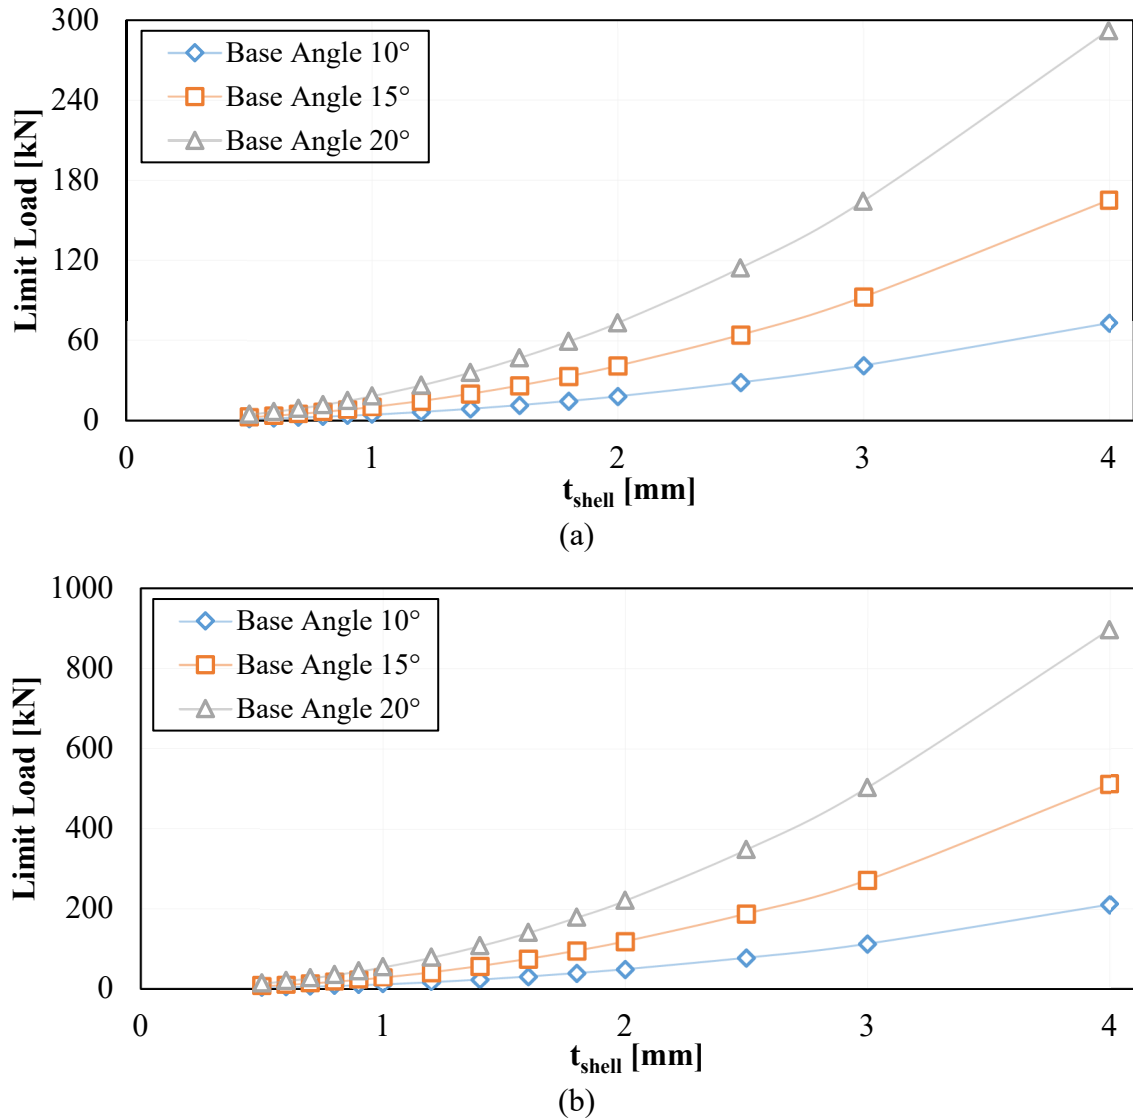 300
240
180
120
60
0
Limit Load [kN]
Base Angle 10°
Base Angle 15°
Base Angle 20°
0 1 2 3 4
t_shell [mm]
(a)
1000
800
600
400
200
0
Limit Load [kN]
Base Angle 10°
Base Angle 15°
Base Angle 20°
0 1 2 3 4
t_shell [mm]
(b)